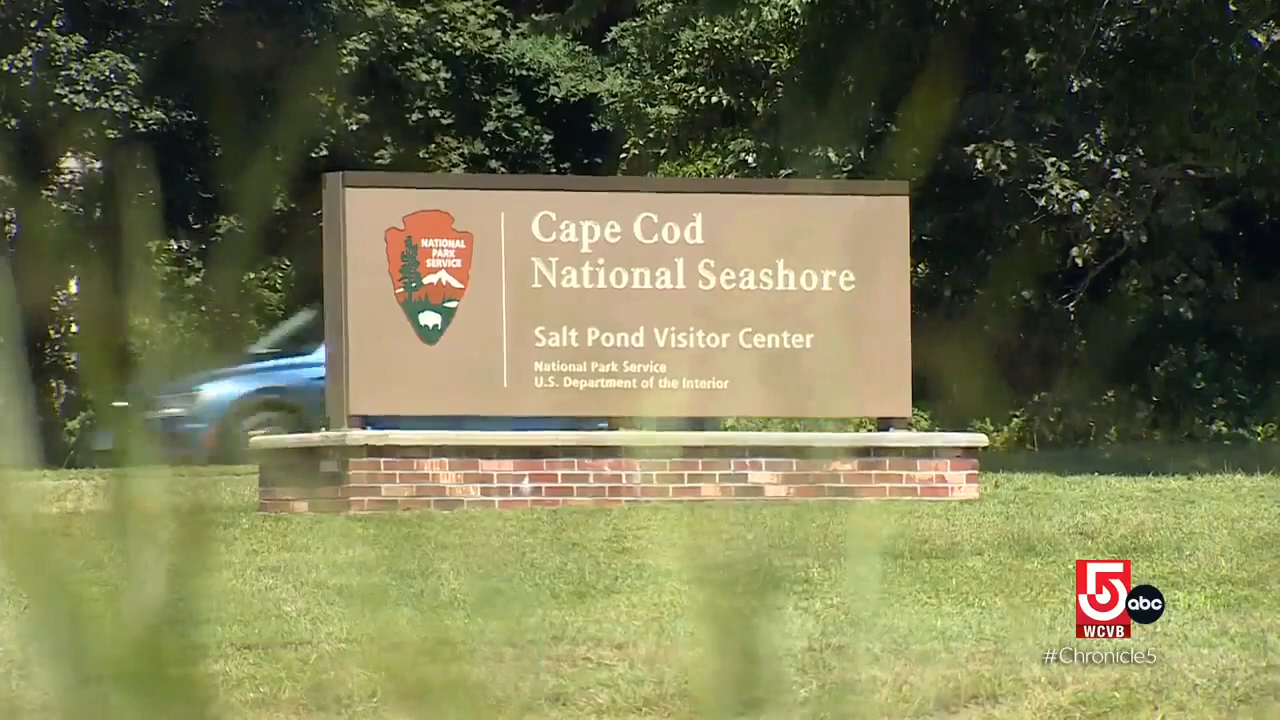 NATIONAL
PARK
SERVICE
Cape Cod
National Seashore
Salt Pond Visitor Center
National Park Service
U.S. Department of the Interior
5
abc
WCVB
#Chronicle5